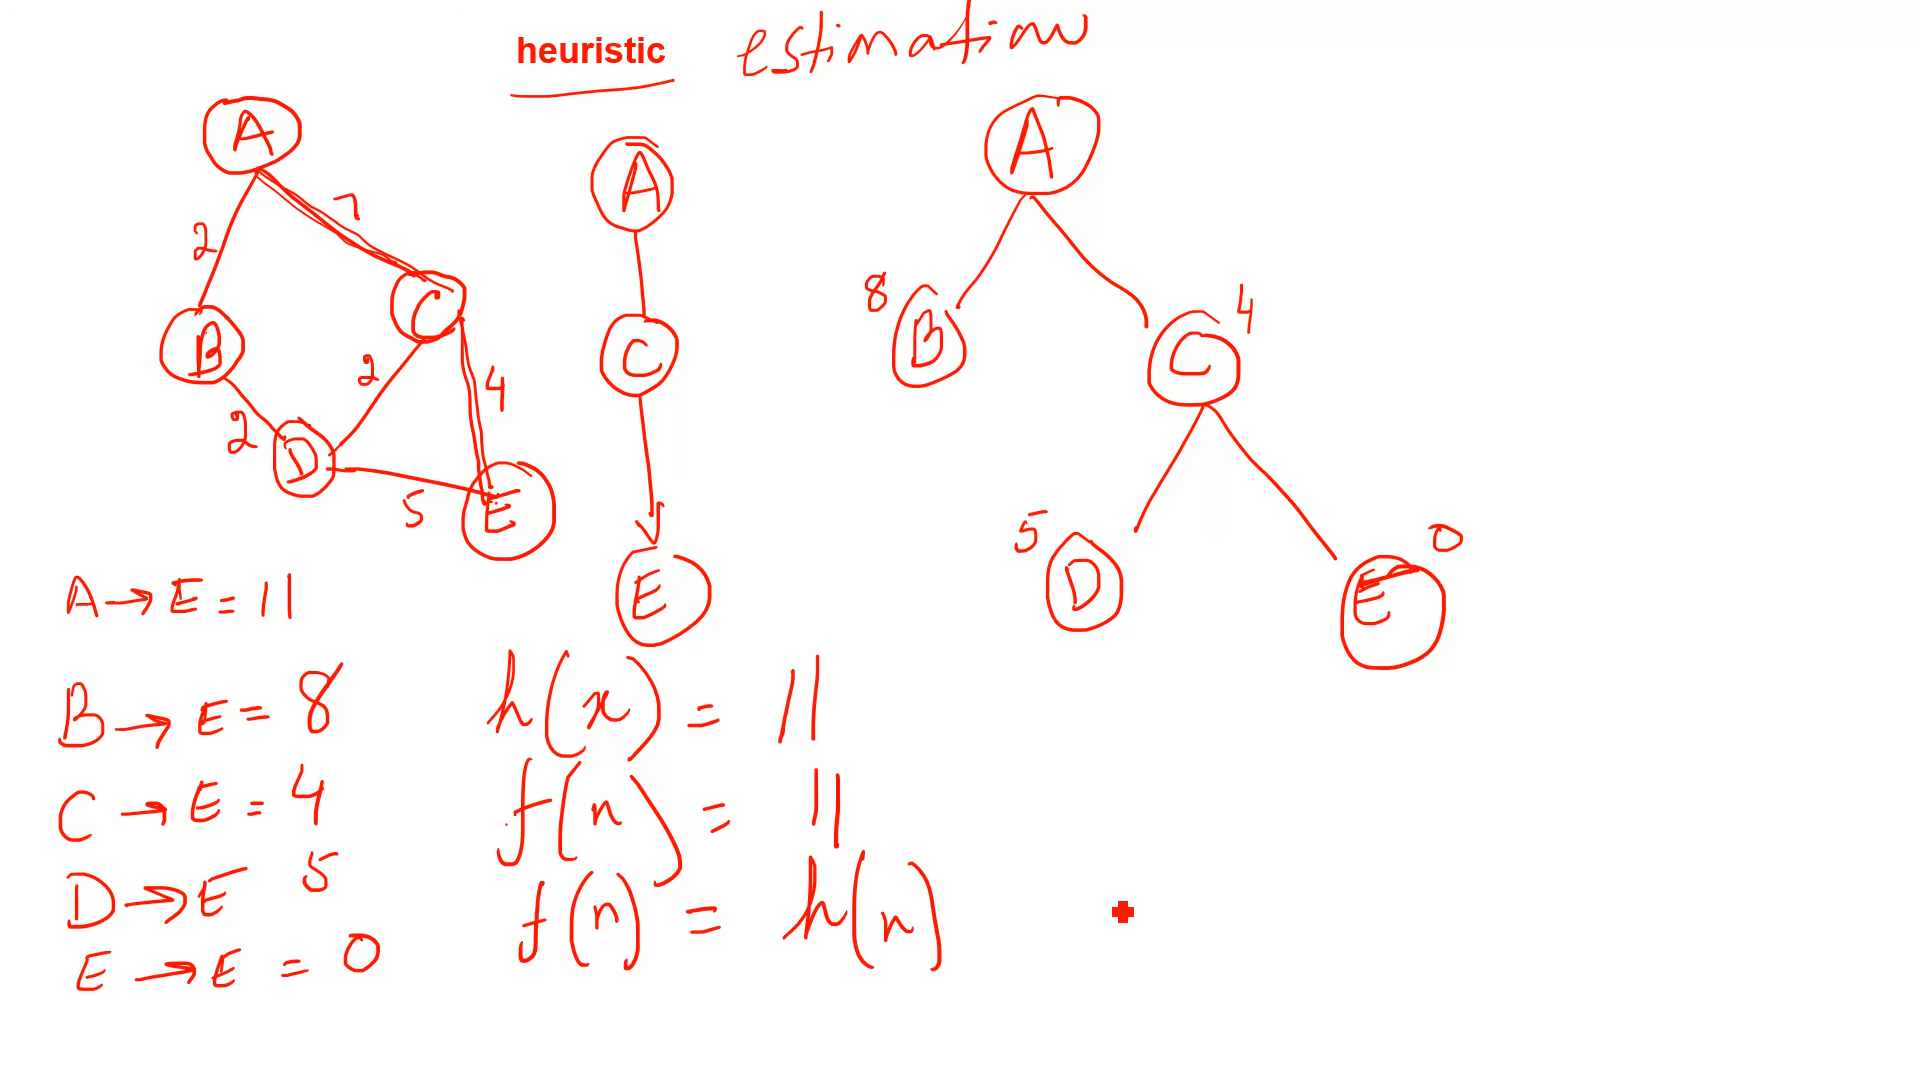 heuristic estimation
A
A
A
2
7
B
C
C
2
4
2
D
5
E
E
8
B
4
C
5
D
0
E
A → E = 11
B → E = 8
C → E = 4
D → E 5
E → E = 0
h(x) = 11
f(n) = 11
f(n) = h(n)